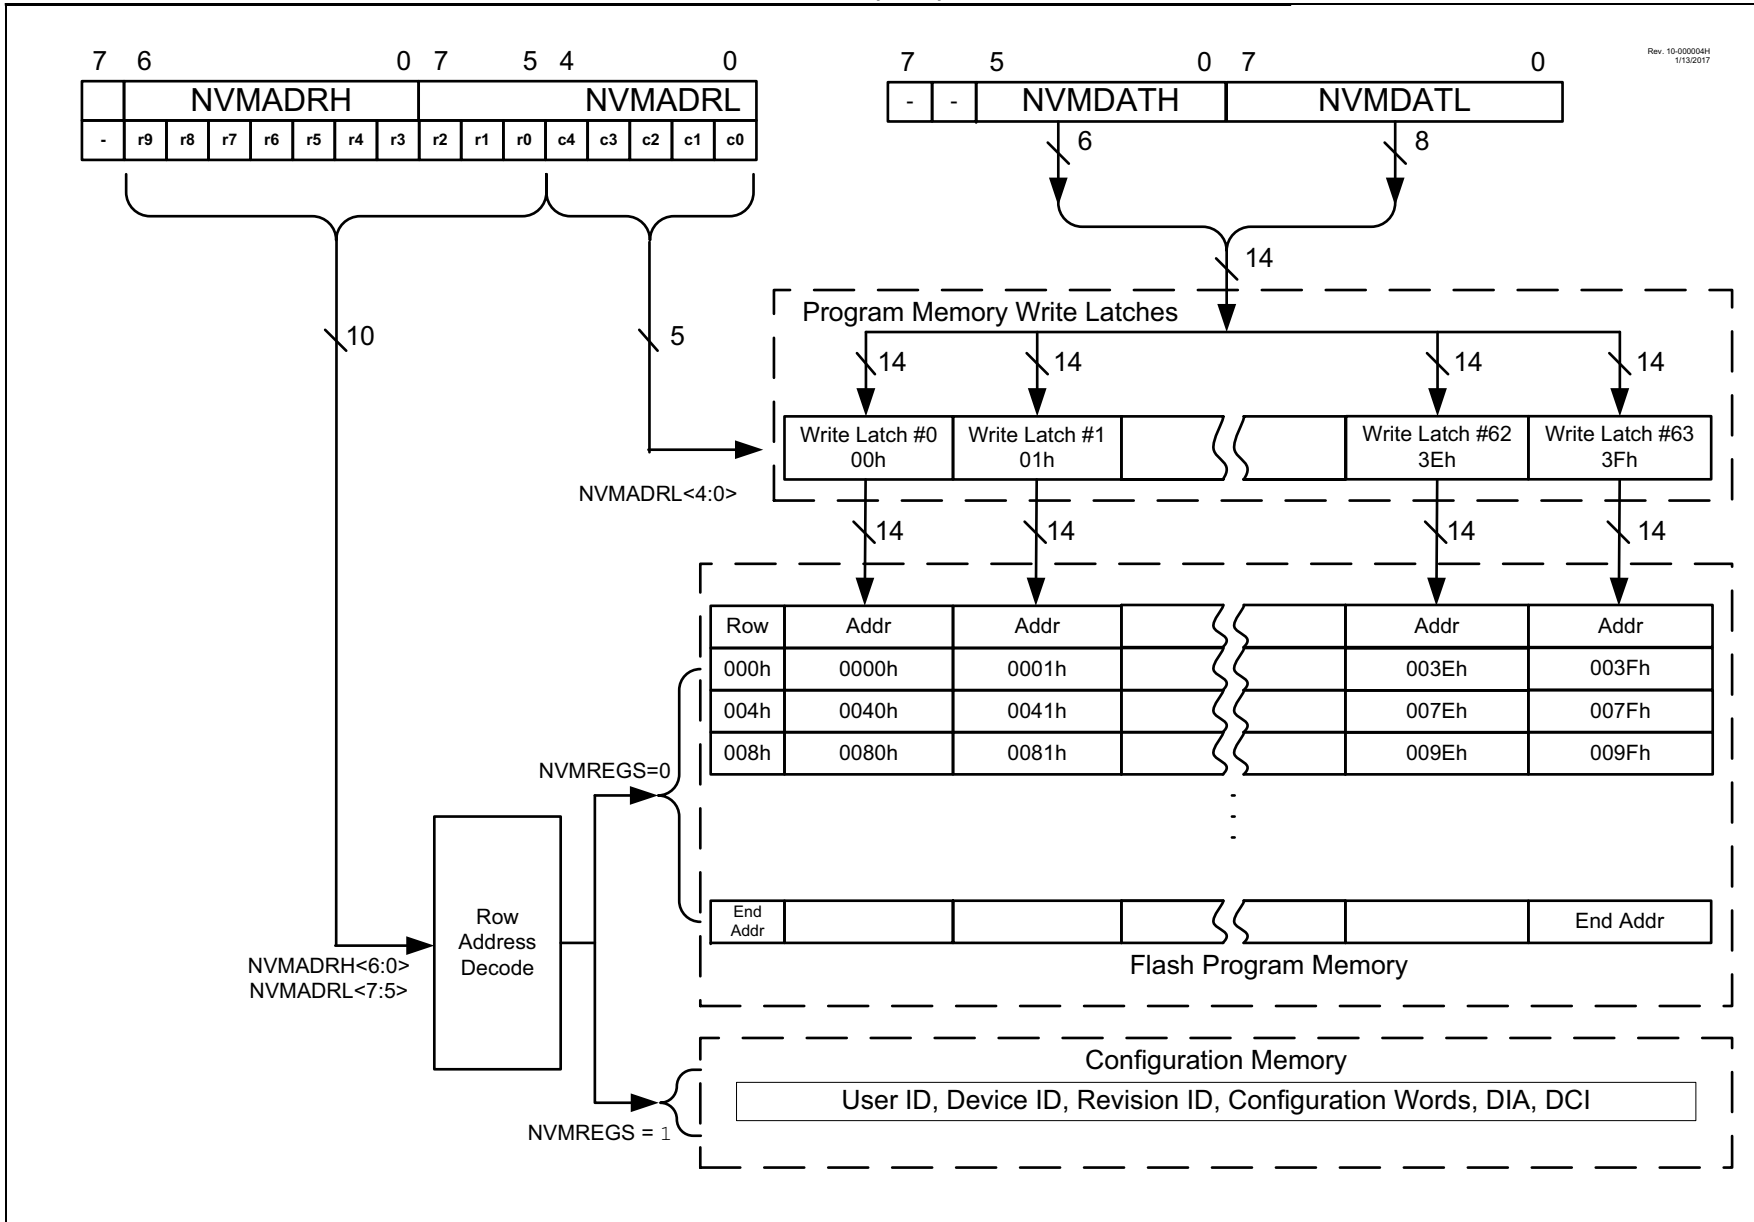 7 6 0 7 5 4 0
7 5 0 7 0
Rev. 10-000004H
1/13/2017
NVMADRH NVMADRL
- - NVMDATH NVMDATL
- r9 r8 r7 r6 r5 r4 r3 r2 r1 r0 c4 c3 c2 c1 c0
6 8
14
Program Memory Write Latches
10 5
14 14 14 14
Write Latch #0
00h
Write Latch #1
01h
Write Latch #62
3Eh
Write Latch #63
3Fh
NVMADRL<4:0>
14 14 14 14
Row Addr Addr Addr Addr
000h 0000h 0001h 003Eh 003Fh
004h 0040h 0041h 007Eh 007Fh
008h 0080h 0081h 009Eh 009Fh
NVMREGS=0
End
Addr
End Addr
Row
Address
Decode
NVMADRH<6:0>
NVMADRL<7:5>
Flash Program Memory
Configuration Memory
User ID, Device ID, Revision ID, Configuration Words, DIA, DCI
NVMREGS = 1